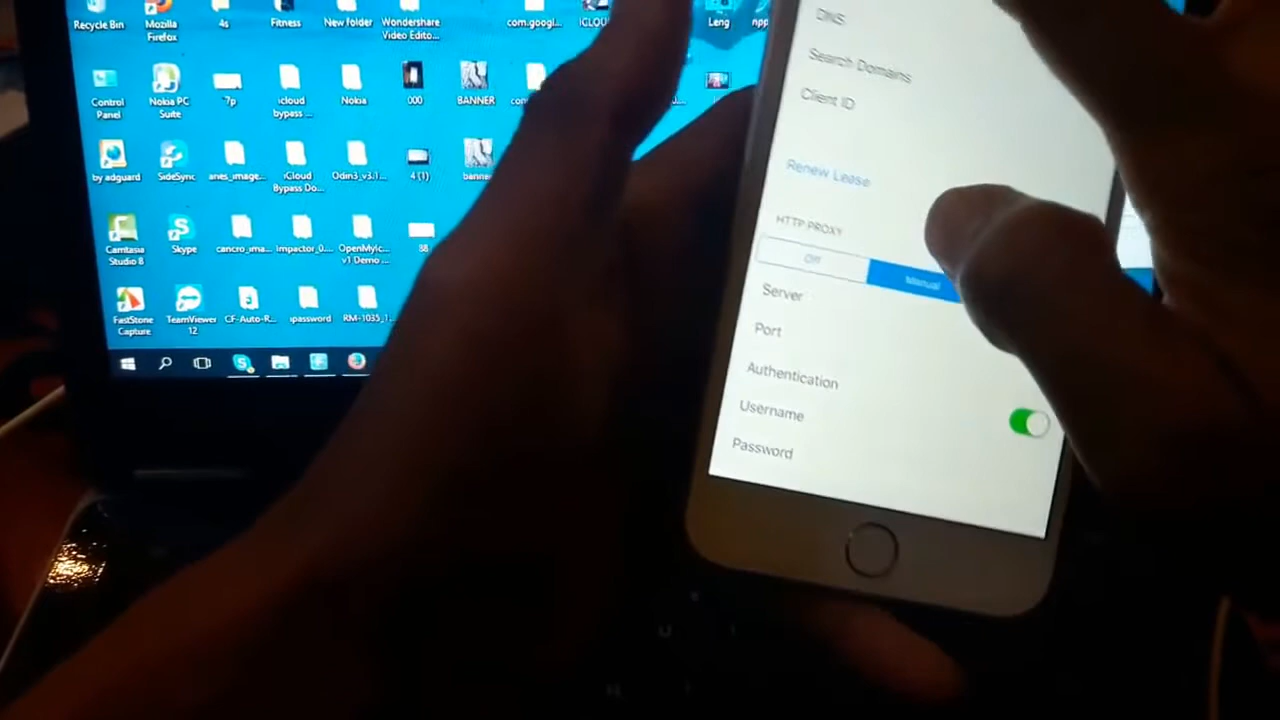 Recycle Bin
Mozilla
Firefox
4s
Fitness
New folder
Wondershare
Video Edito...
com.googl...
Leng
Control
Panel
Nokia PC
Suite
7p
icloud
bypass ...
Nokia
000
BANNER
by adguard
SideSync
iCloud
Bypass Do...
Odin3_v3.1...
4 (1)
banner
Camtasia
Studio 8
Skype
cancro_ima...
Impactor_0...
v1 Demo ...
88
FastStone
Capture
TeamViewer
12
CF-Auto-R...
RM-1035_1...
DNS
Search Domains
Client ID
Renew Lease
HTTP PROXY
Off
Manual
Server
Port
Authentication
Username
Password